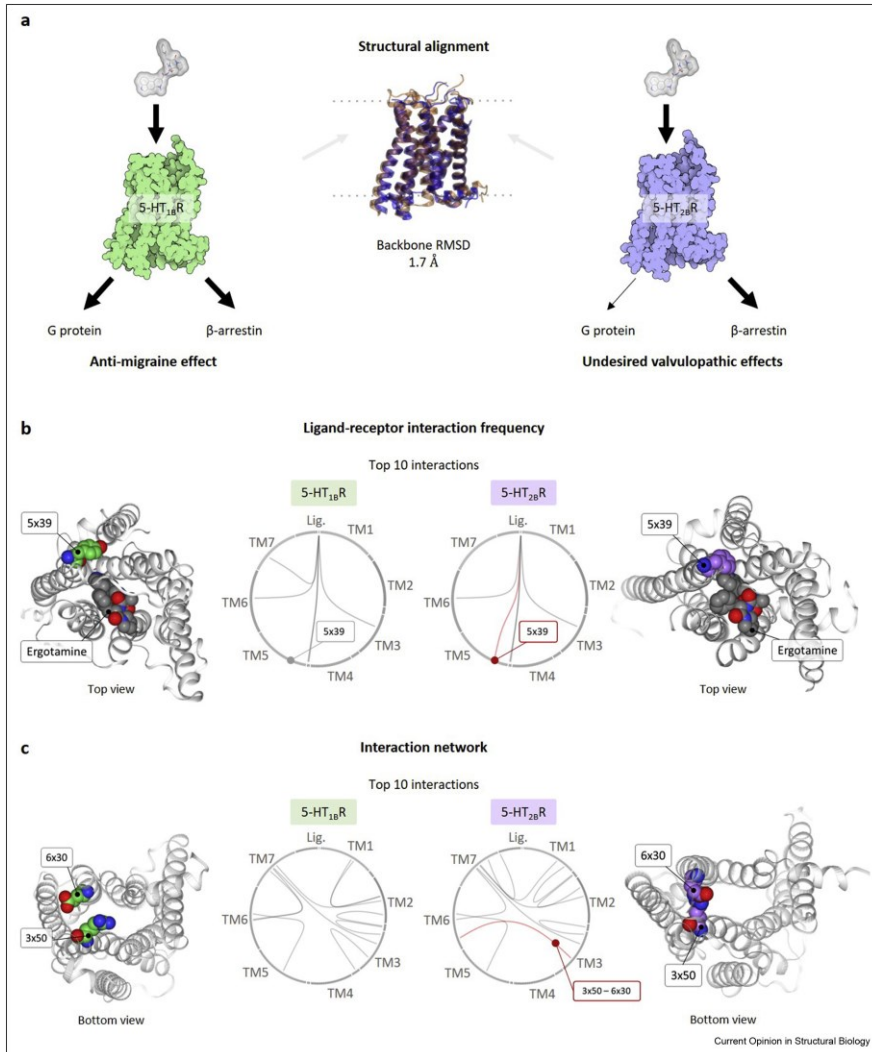 a
Structural alignment
5-HT1BR
5-HT2BR
Backbone RMSD
1.7 Å
G protein
β-arrestin
G protein
β-arrestin
Anti-migraine effect
Undesired valvulopathic effects
b
Ligand-receptor interaction frequency
Top 10 interactions
5-HT1BR
5-HT2BR
5x39
Ergotamine
Top view
Lig.
TM1
TM2
TM3
TM4
TM5
TM6
TM7
5x39
Lig.
TM1
TM2
TM3
TM4
TM5
TM6
TM7
5x39
5x39
Ergotamine
Top view
c
Interaction network
Top 10 interactions
5-HT1BR
5-HT2BR
6x30
3x50
Bottom view
Lig.
TM1
TM2
TM3
TM4
TM5
TM6
TM7
Lig.
TM1
TM2
TM3
TM4
TM5
TM6
TM7
3x50 – 6x30
6x30
3x50
Bottom view
Current Opinion in Structural Biology